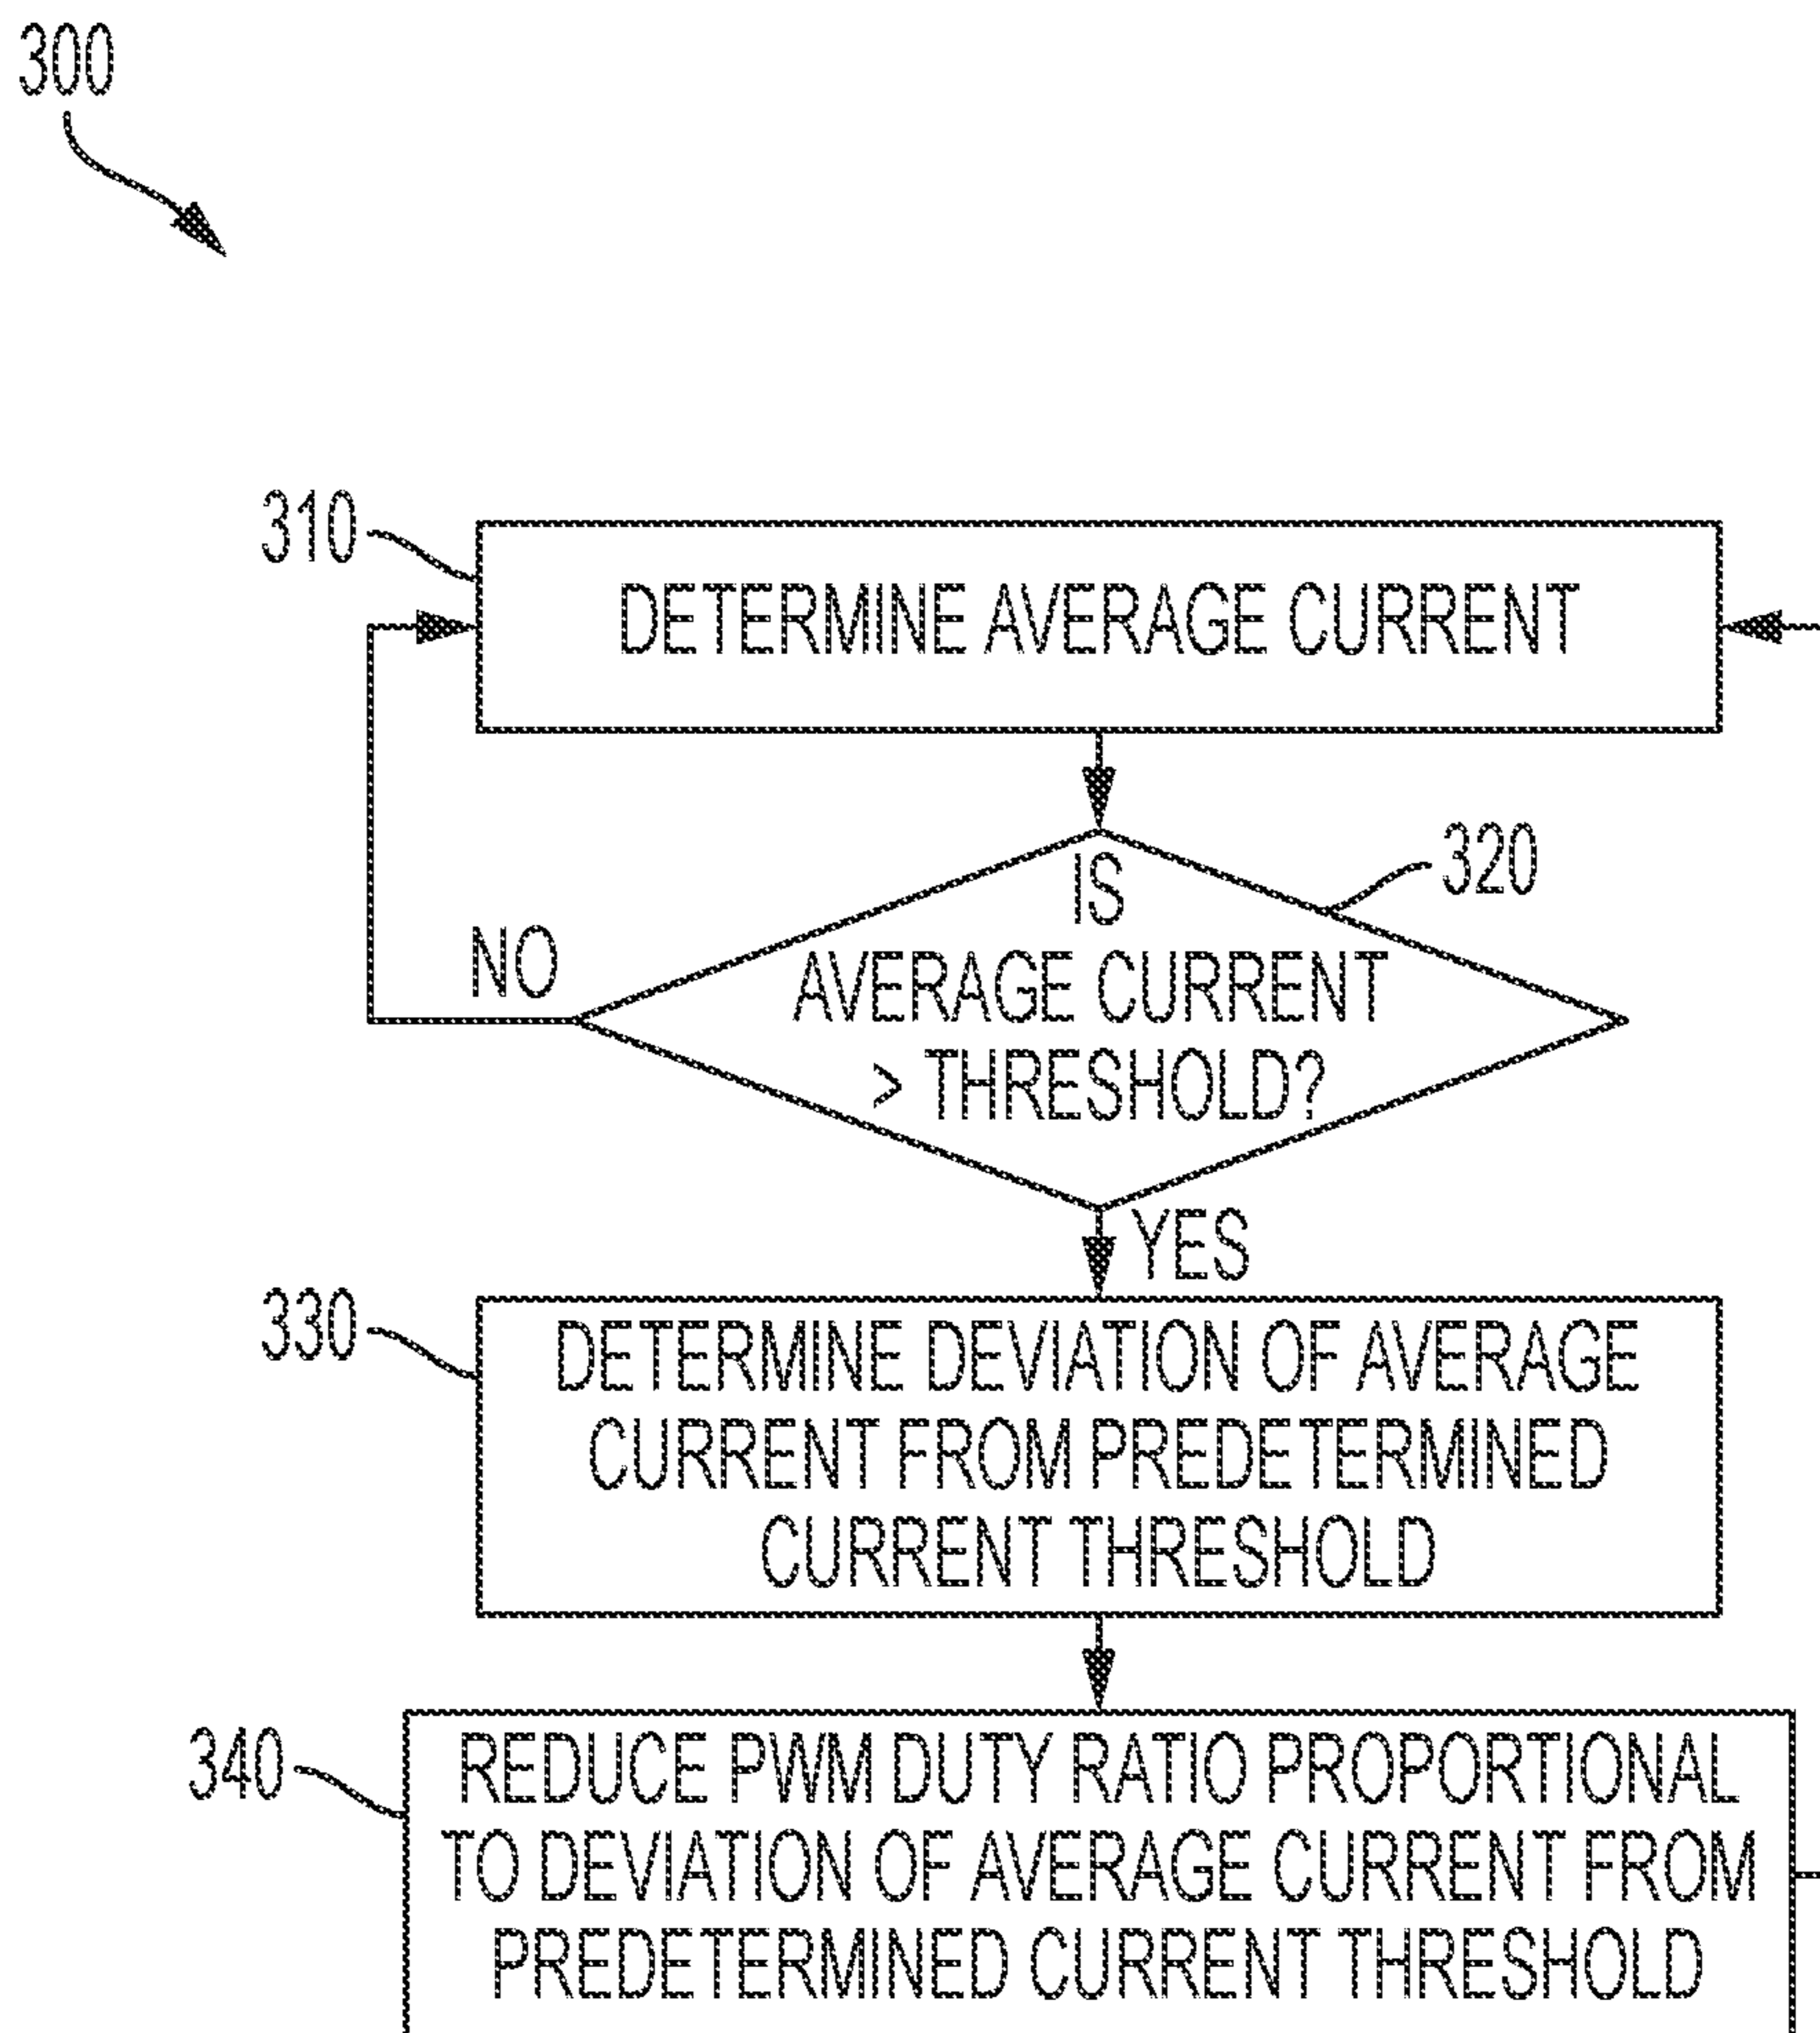 300
310
DETERMINE AVERAGE CURRENT
320
IS
AVERAGE CURRENT
> THRESHOLD?
NO
YES
330
DETERMINE DEVIATION OF AVERAGE
CURRENT FROM PREDETERMINED
CURRENT THRESHOLD
340
REDUCE PWM DUTY RATIO PROPORTIONAL
TO DEVIATION OF AVERAGE CURRENT FROM
PREDETERMINED CURRENT THRESHOLD